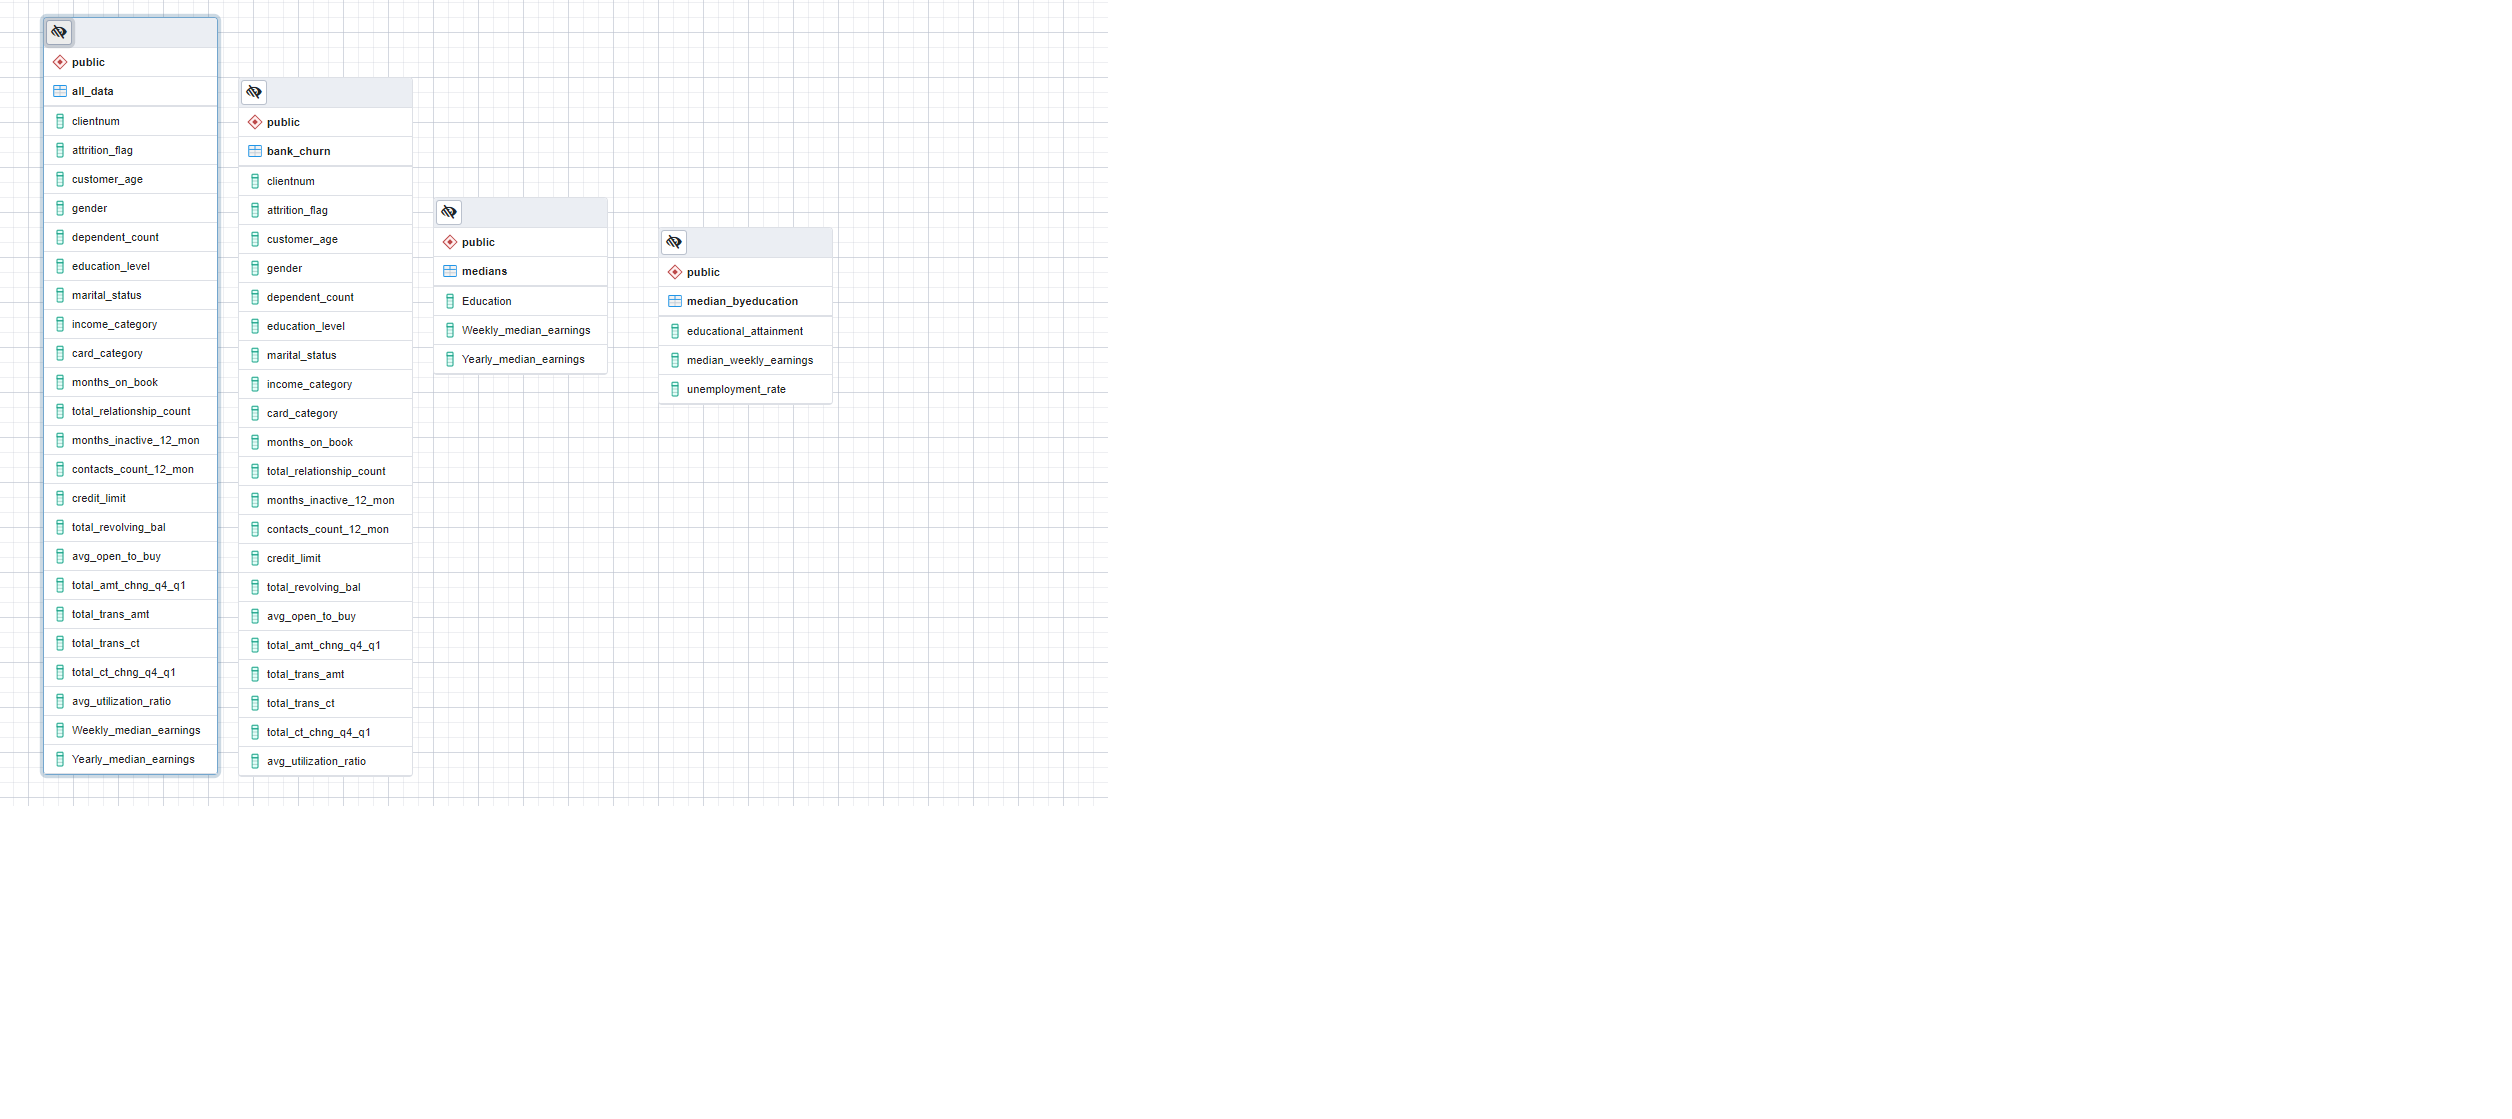 public
all_data
clientnum
attrition_flag
customer_age
gender
dependent_count
education_level
marital_status
income_category
card_category
months_on_book
total_relationship_count
months_inactive_12_mon
contacts_count_12_mon
credit_limit
total_revolving_bal
avg_open_to_buy
total_amt_chng_q4_q1
total_trans_amt
total_trans_ct
total_ct_chng_q4_q1
avg_utilization_ratio
Weekly_median_earnings
Yearly_median_earnings
public
bank_churn
clientnum
attrition_flag
customer_age
gender
dependent_count
education_level
marital_status
income_category
card_category
months_on_book
total_relationship_count
months_inactive_12_mon
contacts_count_12_mon
credit_limit
total_revolving_bal
avg_open_to_buy
total_amt_chng_q4_q1
total_trans_amt
total_trans_ct
total_ct_chng_q4_q1
avg_utilization_ratio
public
medians
Education
Weekly_median_earnings
Yearly_median_earnings
public
median_byeducation
educational_attainment
median_weekly_earnings
unemployment_rate